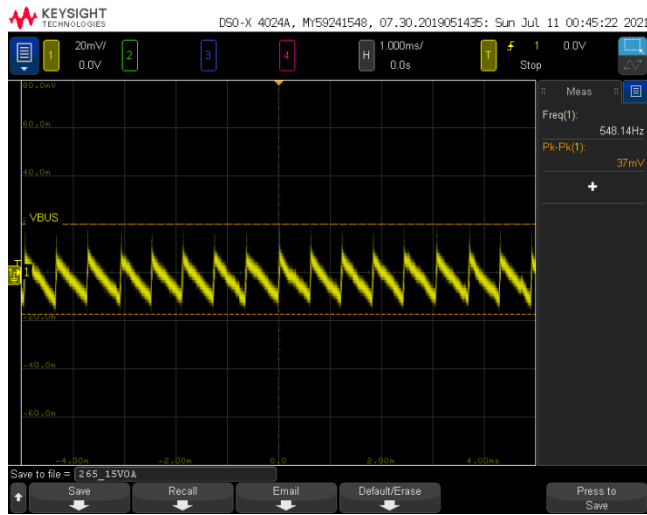 KEYSIGHT
TECHNOLOGIES
DSO-X 4024A, MY59241548, 07.30.2019051435: Sun Jul 11 00:45:22 2021
1 20mV/ 0.0V 2 3 4 H 1.000ms/ 0.0s T 1 0.0V Stop
80.0mV
60.0m
40.0m
VBUS
T
1
-20.0m
-40.0m
-60.0m
-4.00m -2.00m 0.0 2.00m 4.00ms
Meas
Freq(1):
548.14Hz
Pk-Pk(1):
37mV
+
Save to file = 265_15V0A
Save Recall Email Default/Erase Press to
Save